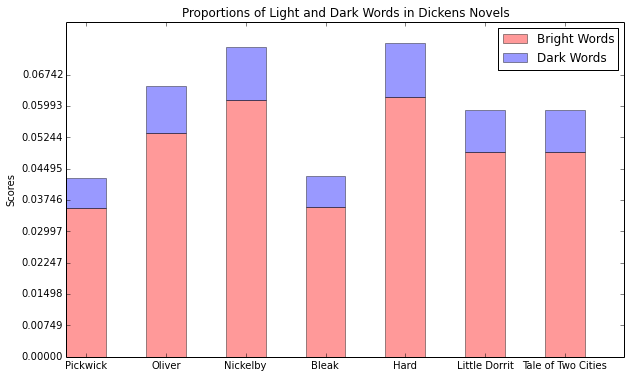 Proportions of Light and Dark Words in Dickens Novels
Bright Words
Dark Words
Scores
0.06742
0.05993
0.05244
0.04495
0.03746
0.02997
0.02247
0.01498
0.00749
0.00000
Pickwick Oliver Nickelby Bleak Hard Little Dorrit Tale of Two Cities